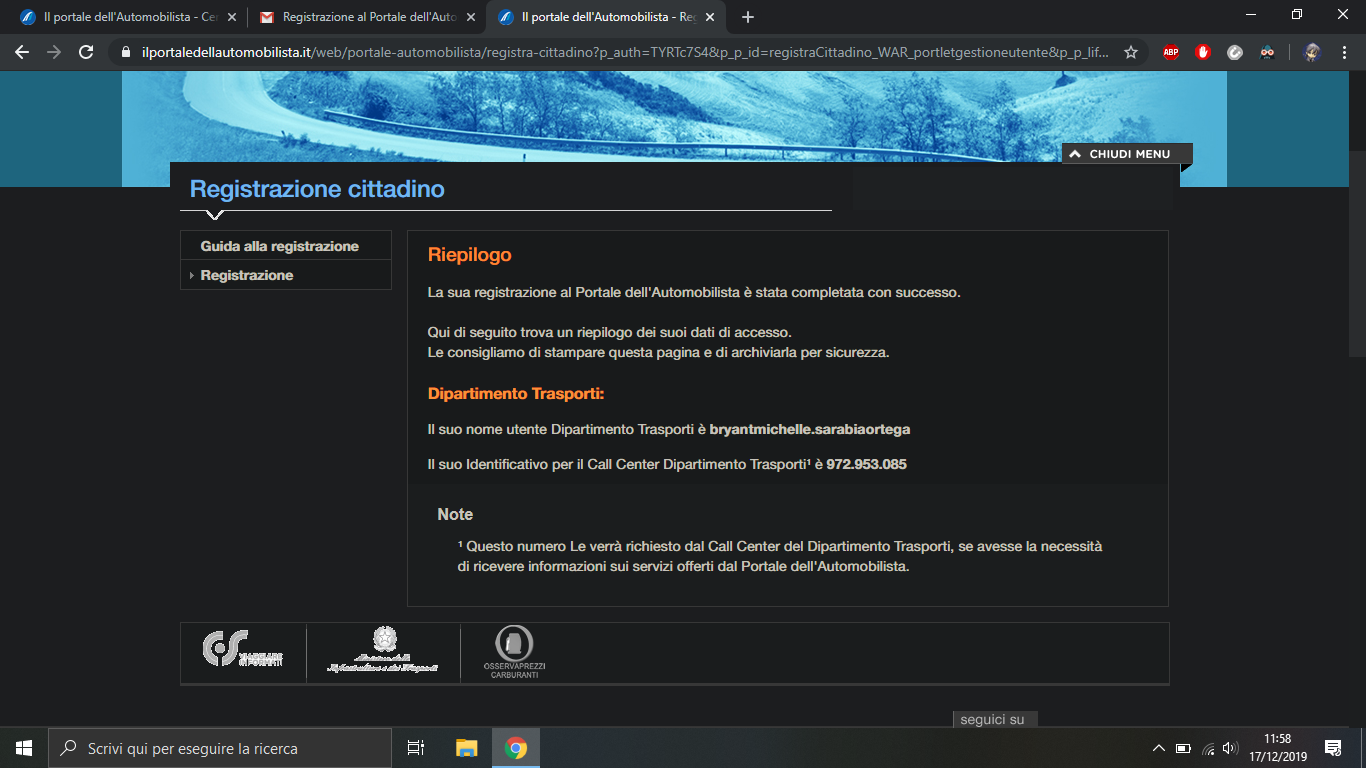 Il portale dell'Automobilista - Ce
Registrazione al Portale dell'Auto
Il portale dell'Automobilista - Re
ilportaledellautomobilista.it/web/portale-automobilista/registra-cittadino?p_auth=TYRTc7S4&p_p_id=registraCittadino_WAR_portletgestioneutente&p_p_lif...
ABP
CHIUDI MENU
Registrazione cittadino
Guida alla registrazione
Registrazione
Riepilogo
La sua registrazione al Portale dell'Automobilista è stata completata con successo.
Qui di seguito trova un riepilogo dei suoi dati di accesso.
Le consigliamo di stampare questa pagina e di archiviarla per sicurezza.
Dipartimento Trasporti:
Il suo nome utente Dipartimento Trasporti è bryantmichelle.sarabiaortega
Il suo Identificativo per il Call Center Dipartimento Trasporti¹ è 972.953.085
Note
¹ Questo numero Le verrà richiesto dal Call Center del Dipartimento Trasporti, se avesse la necessità
di ricevere informazioni sui servizi offerti dal Portale dell'Automobilista.
OSSERVAPREZZI
CARBURANTI
seguici su
Scrivi qui per eseguire la ricerca
11:58
17/12/2019